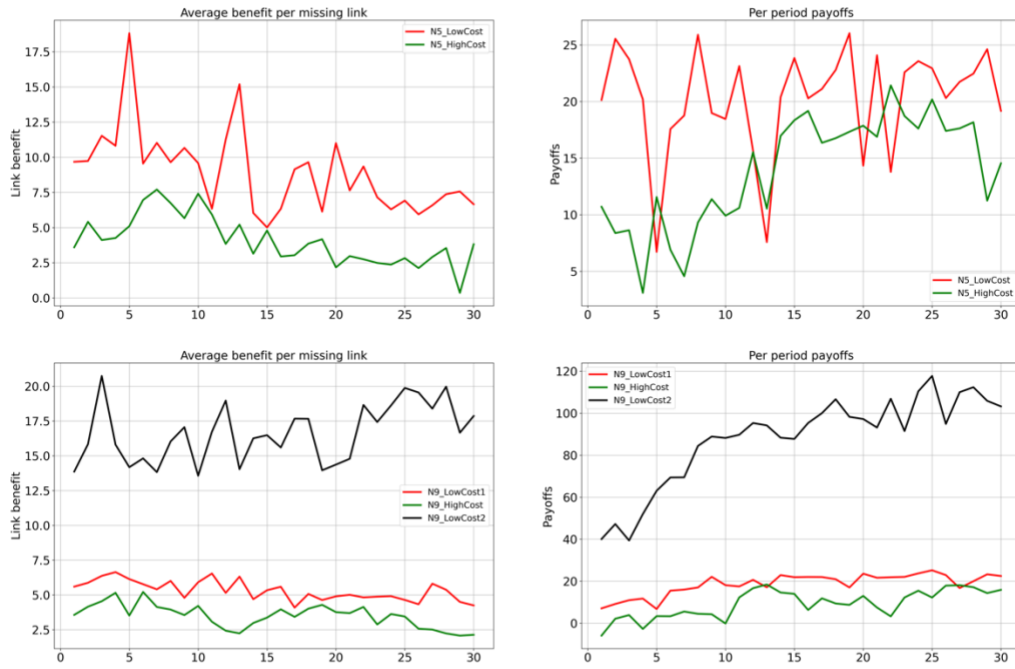 Average benefit per missing link
Link benefit
17.5
15.0
12.5
10.0
7.5
5.0
2.5
0.0
N5_LowCost
N5_HighCost
0 5 10 15 20 25 30
Per period payoffs
Payoffs
25
20
15
10
5
N5_LowCost
N5_HighCost
0 5 10 15 20 25 30
Average benefit per missing link
Link benefit
20.0
17.5
15.0
12.5
10.0
7.5
5.0
2.5
N9_LowCost1
N9_HighCost
N9_LowCost2
0 5 10 15 20 25 30
Per period payoffs
Payoffs
120
100
80
60
40
20
0
N9_LowCost1
N9_HighCost
N9_LowCost2
0 5 10 15 20 25 30